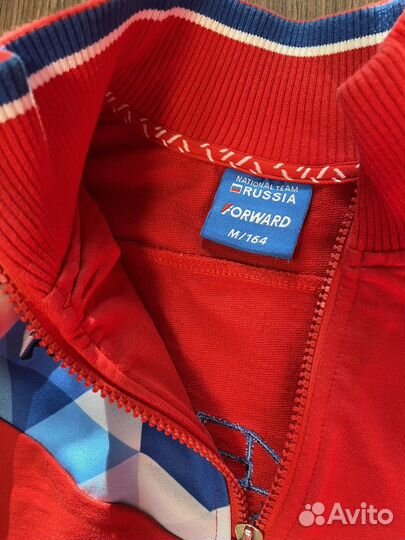 NATIONAL TEAM
RUSSIA
FORWARD
M/164
Avito